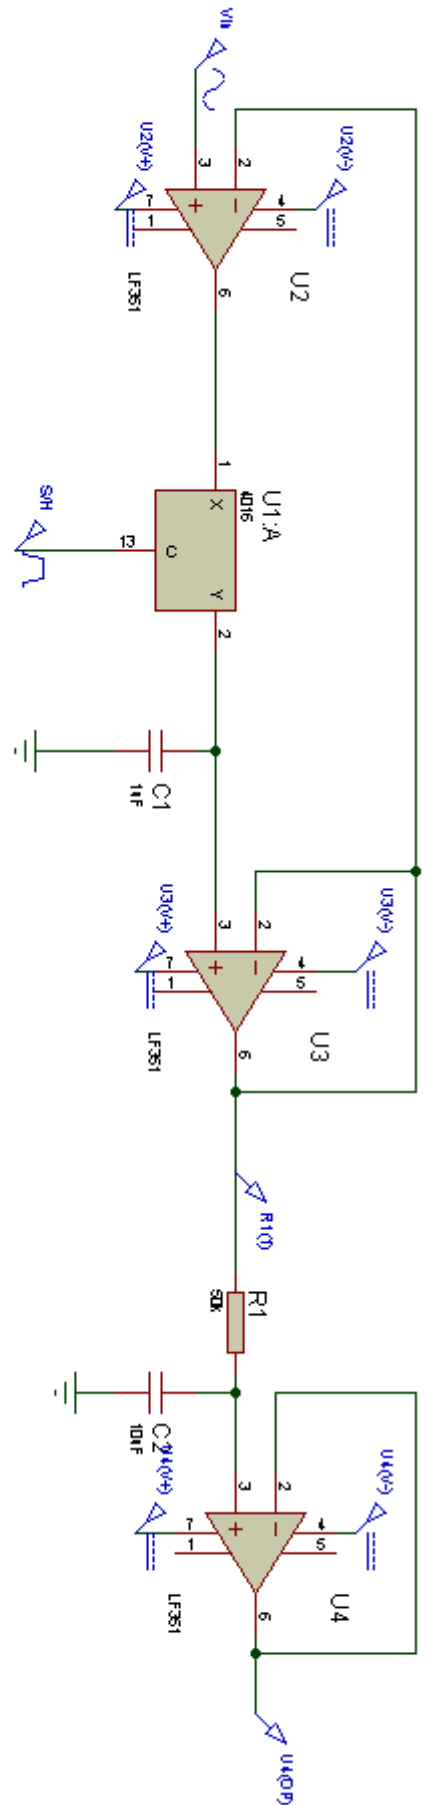 Vin
U2(V+)
U2(V-)
3
2
7
1
4
5
6
LF351
U2
S/H
1
X
U1:A
4016
13
C
Y
2
C1
1nF
U3(V+)
U3(V-)
3
2
7
1
4
5
6
LF351
U3
R1(1)
R1
50K
C2
10nF
U4(V+)
U4(V-)
3
2
7
1
4
5
6
LF351
U4
U4(OP)